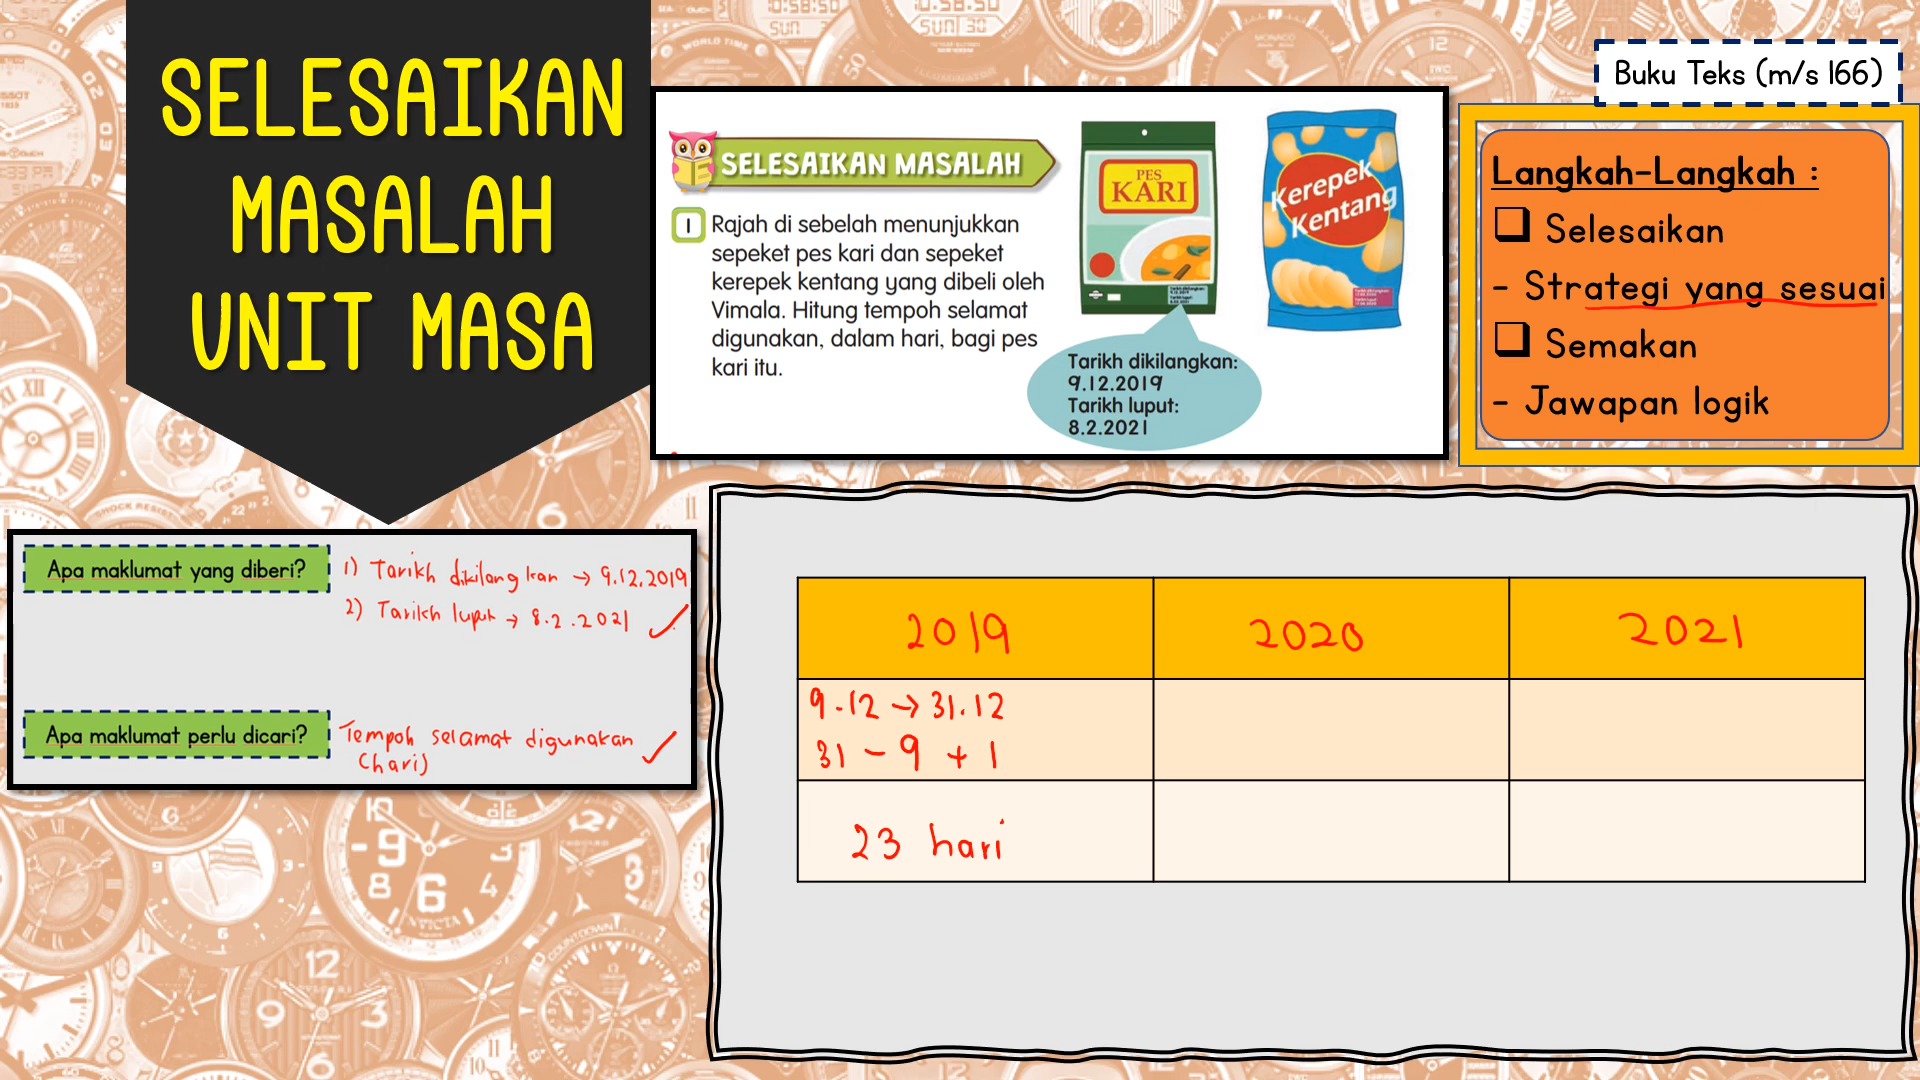 SELESAIKAN
MASALAH
UNIT MASA
SELESAIKAN MASALAH
1 Rajah di sebelah menunjukkan
sepeket pes kari dan sepeket
kerepek kentang yang dibeli oleh
Vimala. Hitung tempoh selamat
digunakan, dalam hari, bagi pes
kari itu.
PES
KARI
Kerepek
Kentang
Tarikh dikilangkan:
9.12.2019
Tarikh luput:
8.2.2021
Buku Teks (m/s 166)
Langkah-Langkah :
Selesaikan
- Strategi yang sesuai
Semakan
- Jawapan logik
Apa maklumat yang diberi?
1) Tarikh dikilangkan → 9.12.2019
2) Tarikh luput → 8.2.2021
Apa maklumat perlu dicari?
Tempoh selamat digunakan
(hari)
2019 2020 2021
9.12 → 31.12
31 - 9 + 1
23 hari